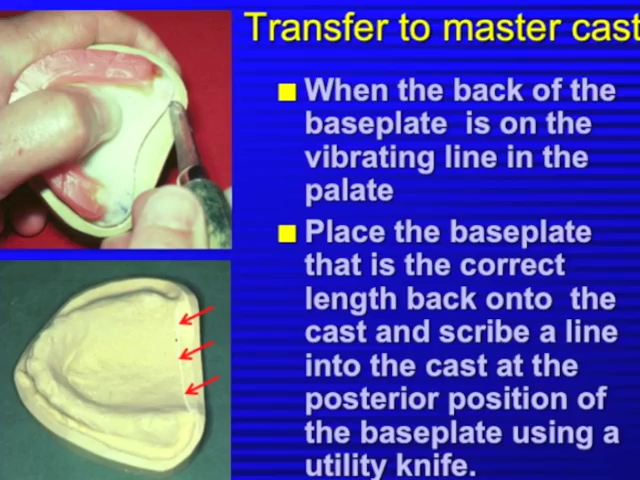 Transfer to master cast
When the back of the
baseplate is on the
vibrating line in the
palate
Place the baseplate
that is the correct
length back onto the
cast and scribe a line
into the cast at the
posterior position of
the baseplate using a
utility knife.